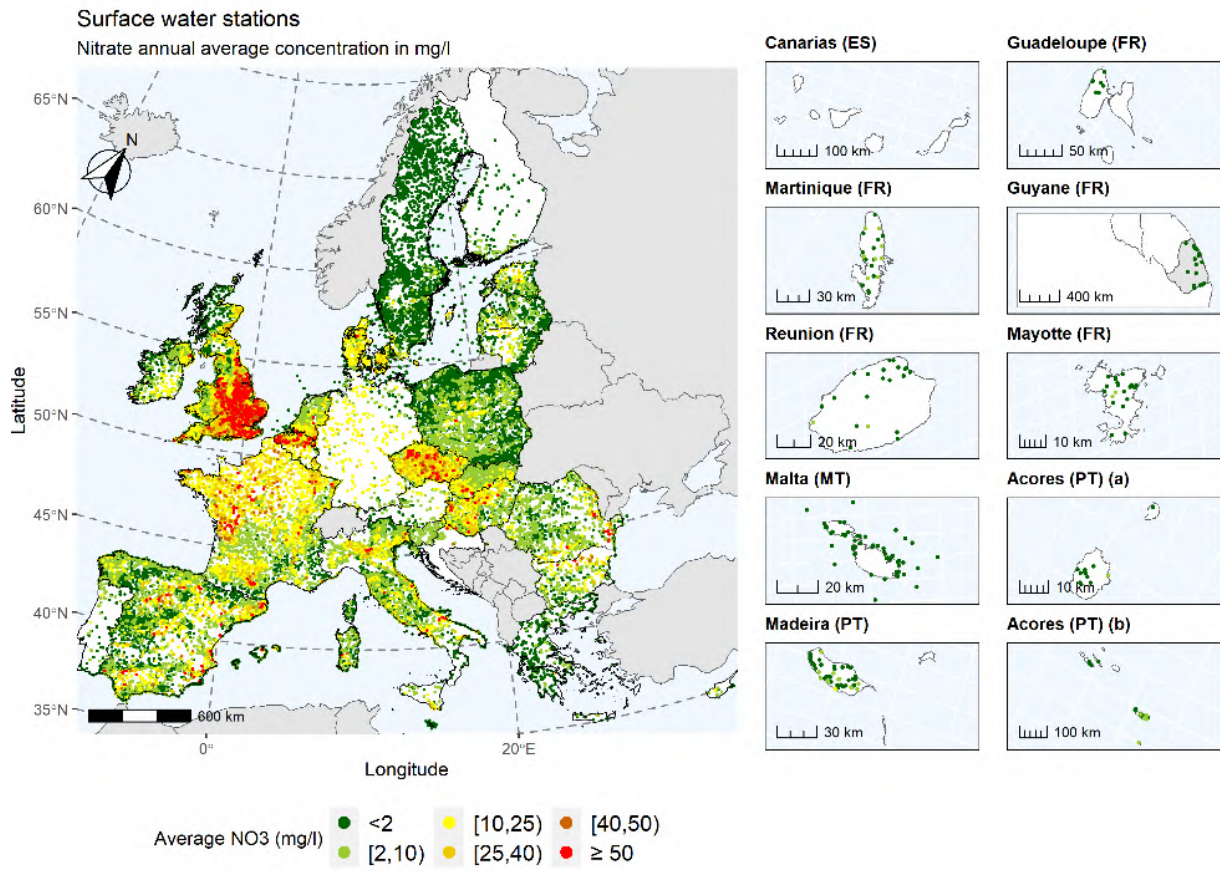 Surface water stations
Nitrate annual average concentration in mg/l
65°N
60°N
55°N
50°N
45°N
40°N
35°N
Latitude
N
600 km
0°
20°E
Longitude
Canarias (ES)
100 km
Guadeloupe (FR)
50 km
Martinique (FR)
30 km
Guyane (FR)
400 km
Reunion (FR)
20 km
Mayotte (FR)
10 km
Malta (MT)
20 km
Acores (PT) (a)
10 km
Madeira (PT)
30 km
Acores (PT) (b)
100 km
Average NO3 (mg/l)
<2
[10,25)
[40,50)
[2,10)
[25,40)
≥ 50